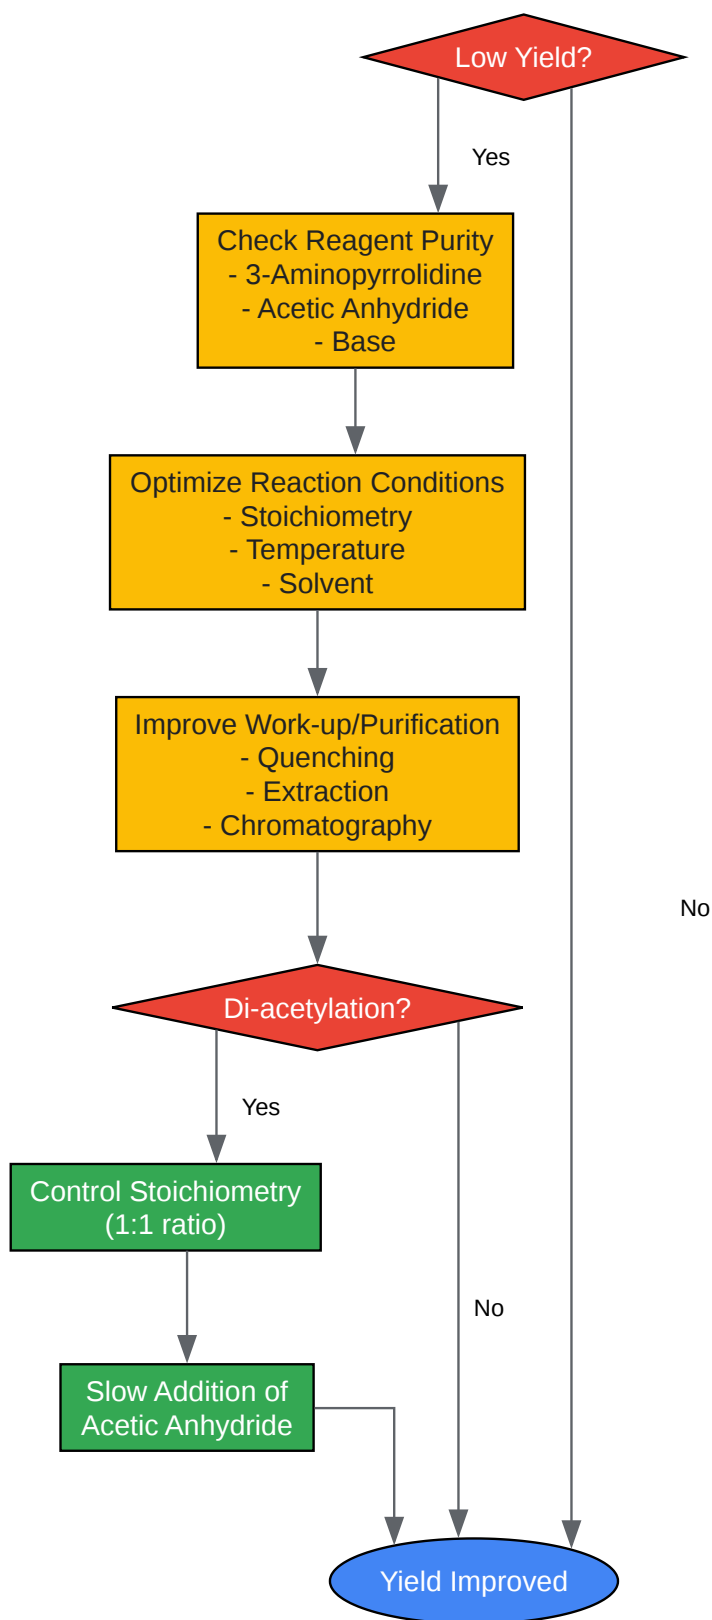 Low Yield?
Yes
Check Reagent Purity
- 3-Aminopyrrolidine
- Acetic Anhydride
- Base
Optimize Reaction Conditions
- Stoichiometry
- Temperature
- Solvent
Improve Work-up/Purification
- Quenching
- Extraction
- Chromatography
No
Di-acetylation?
Yes
Control Stoichiometry
(1:1 ratio)
No
Slow Addition of
Acetic Anhydride
Yield Improved